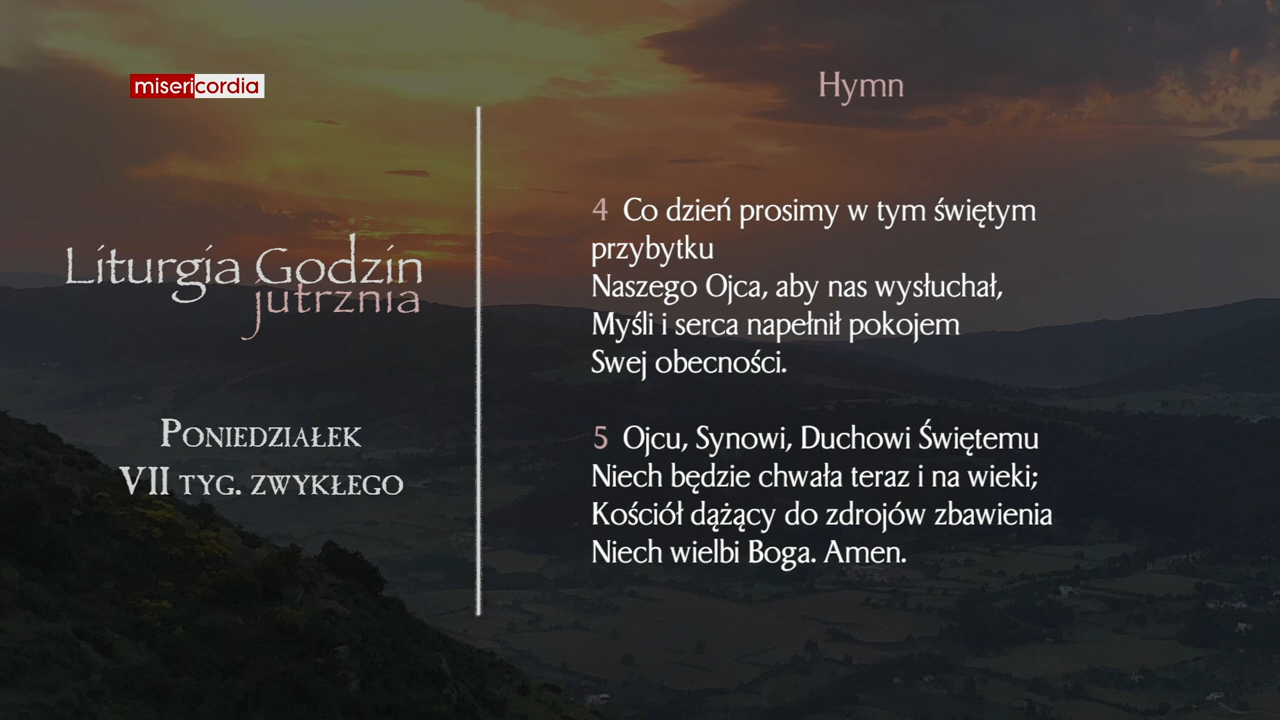 misericordia
Liturgia Godzin
jutrznia
Poniedziałek
VII tyg. zwykłego
Hymn
4 Co dzień prosimy w tym świętym
przybytku
Naszego Ojca, aby nas wysłuchał,
Myśli i serca napełnił pokojem
Swej obecności.
5 Ojcu, Synowi, Duchowi Świętemu
Niech będzie chwała teraz i na wieki;
Kościół dążący do zdrojów zbawienia
Niech wielbi Boga. Amen.